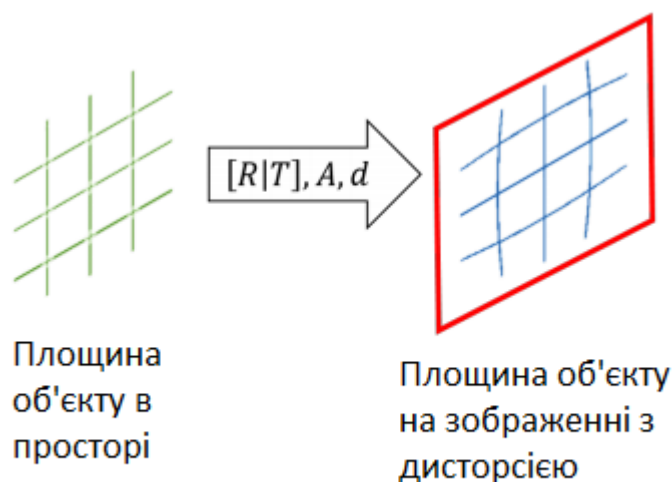 [R|T], A, d
Площина
об'єкту в
просторі
Площина об'єкту
на зображенні з
дисторсією